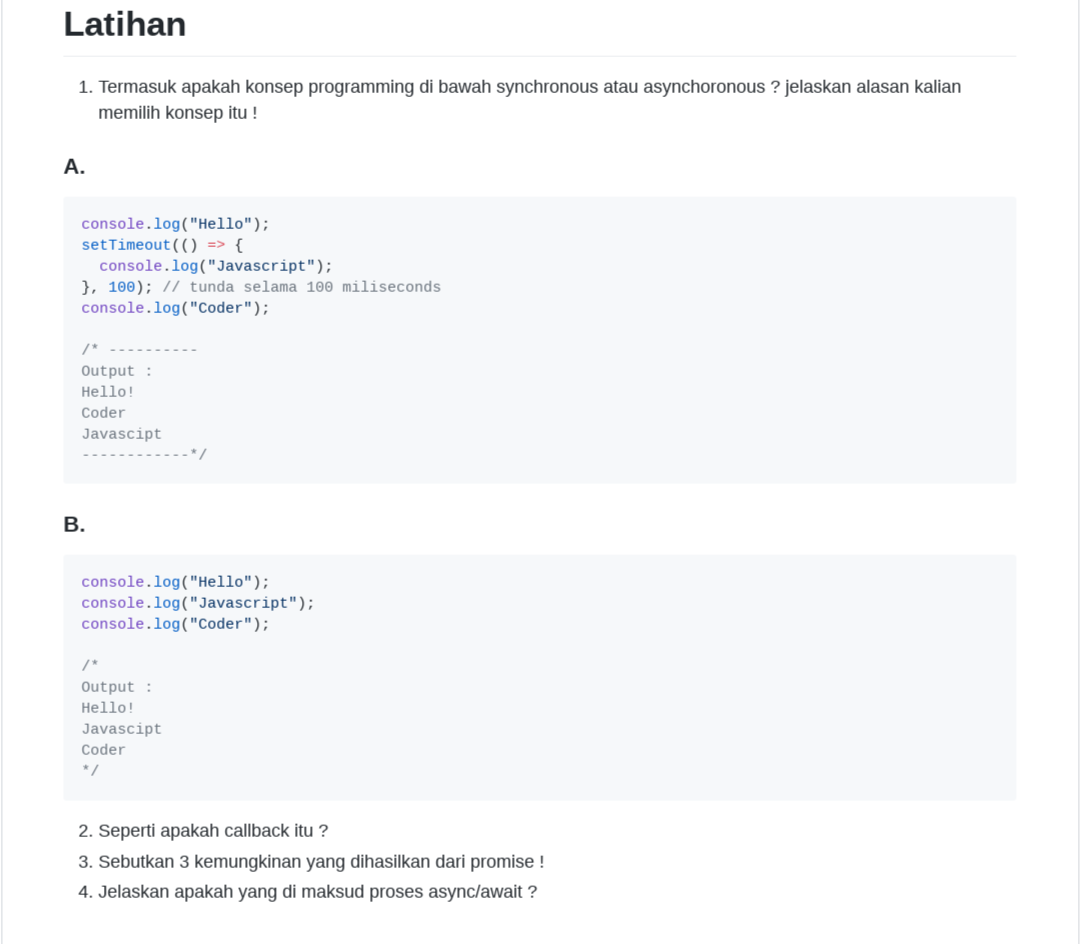 Latihan
1. Termasuk apakah konsep programming di bawah synchronous atau asynchoronous ? jelaskan alasan kalian
memilih konsep itu !
A.
console.log("Hello");
setTimeout(() => {
  console.log("Javascript");
}, 100); // tunda selama 100 miliseconds
console.log("Coder");
/* ----------
Output :
Hello!
Coder
Javascipt
------------*/
B.
console.log("Hello");
console.log("Javascript");
console.log("Coder");
/*
Output :
Hello!
Javascipt
Coder
*/
2. Seperti apakah callback itu ?
3. Sebutkan 3 kemungkinan yang dihasilkan dari promise !
4. Jelaskan apakah yang di maksud proses async/await ?